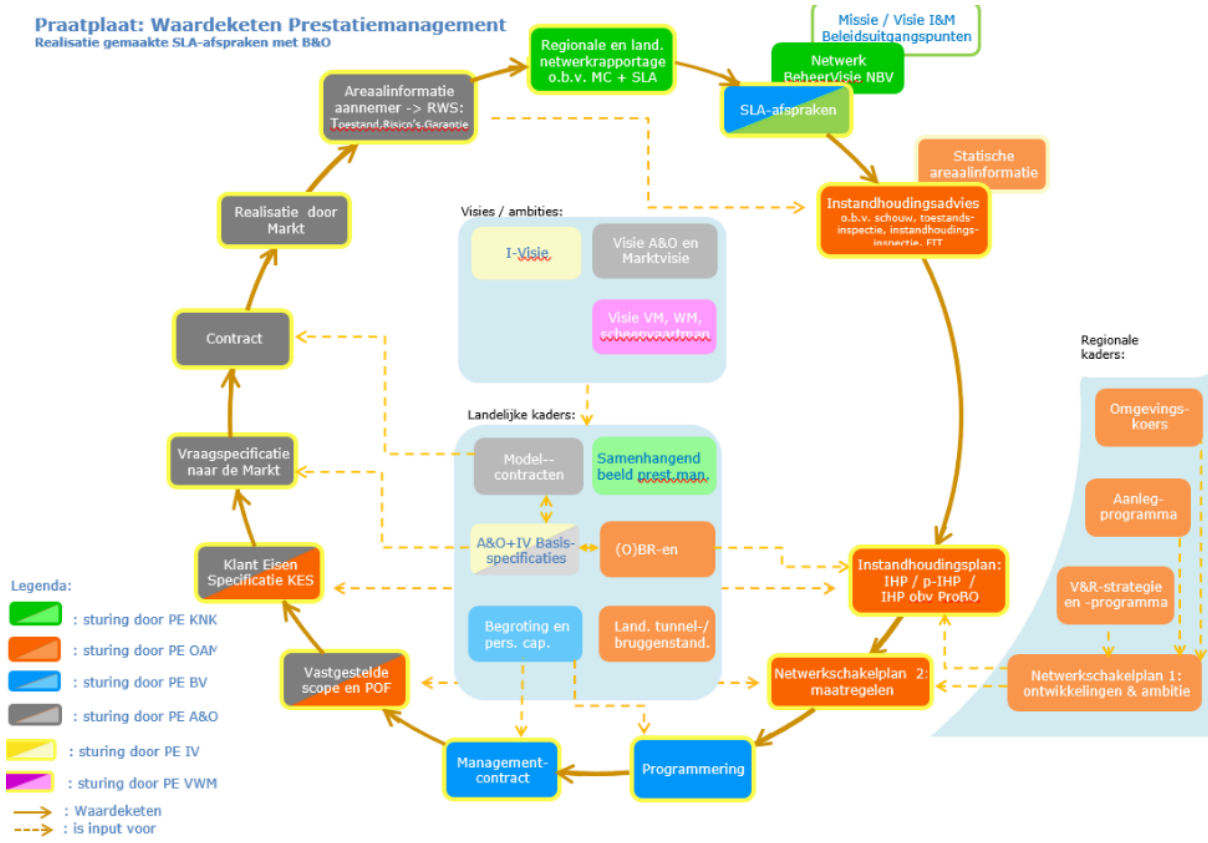 Praatplaat: Waardeketen Prestatiemanagement
Realisatie gemaakte SLA-afspraken met B&O
Missie / Visie I&M
Beleidsuitgangspunten
Regionale en land.
netwerkrapportage
o.b.v. MC + SLA
Netwerk
BeheerVisie NBV
SLA-afspraken
Areaalinformatie
aannemer -> RWS:
Toestand.Risico's.Garantie
Statische
areaalinformatie
Instandhoudingsadvies
o.b.v. schouw, toestands-
inspectie, instandhoudings-
inspectie, FIT
Realisatie door
Markt
Visies / ambities:
I-Visie
Visie A&O en
Marktvisie
Visie VM, WM,
scheepvaartman
Contract
Regionale
kaders:
Omgevings-
koers
Aanleg-
programma
V&R-strategie
en -programma
Netwerkschakelplan 1:
ontwikkelingen & ambitie
Landelijke kaders:
Model--
contracten
Samenhangend
beeld prest.man.
A&O+IV Basis-
specificaties
(O)BR-en
Begroting en
pers. cap.
Land. tunnel-/
bruggenstand.
Vraagspecificatie
naar de Markt
Klant Eisen
Specificatie KES
Instandhoudingsplan:
IHP / p-IHP /
IHP obv ProBO
Vastgestelde
scope en POF
Netwerkschakelplan 2:
maatregelen
Management-
contract
Programmering
Legenda:
: sturing door PE KNK
: sturing door PE OAM
: sturing door PE BV
: sturing door PE A&O
: sturing door PE IV
: sturing door PE VWM
: Waardeketen
: is input voor